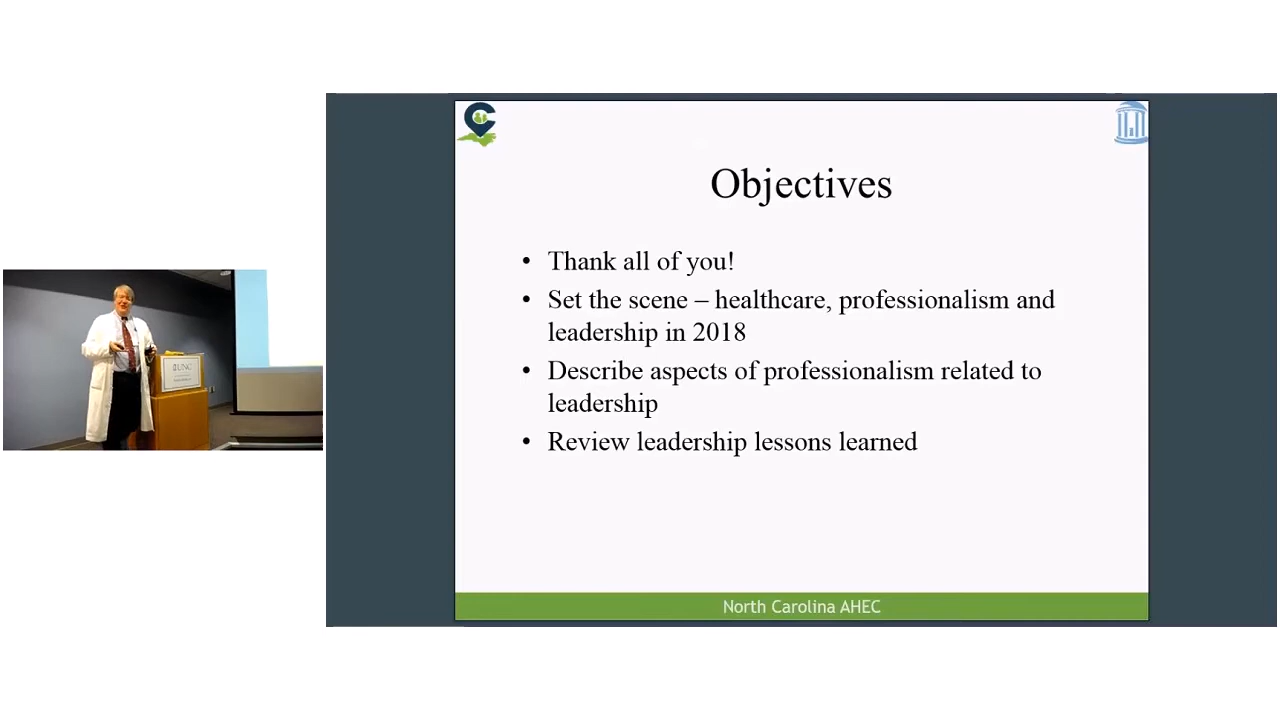 Objectives
• Thank all of you!
• Set the scene – healthcare, professionalism and
leadership in 2018
• Describe aspects of professionalism related to
leadership
• Review leadership lessons learned
North Carolina AHEC
UNC